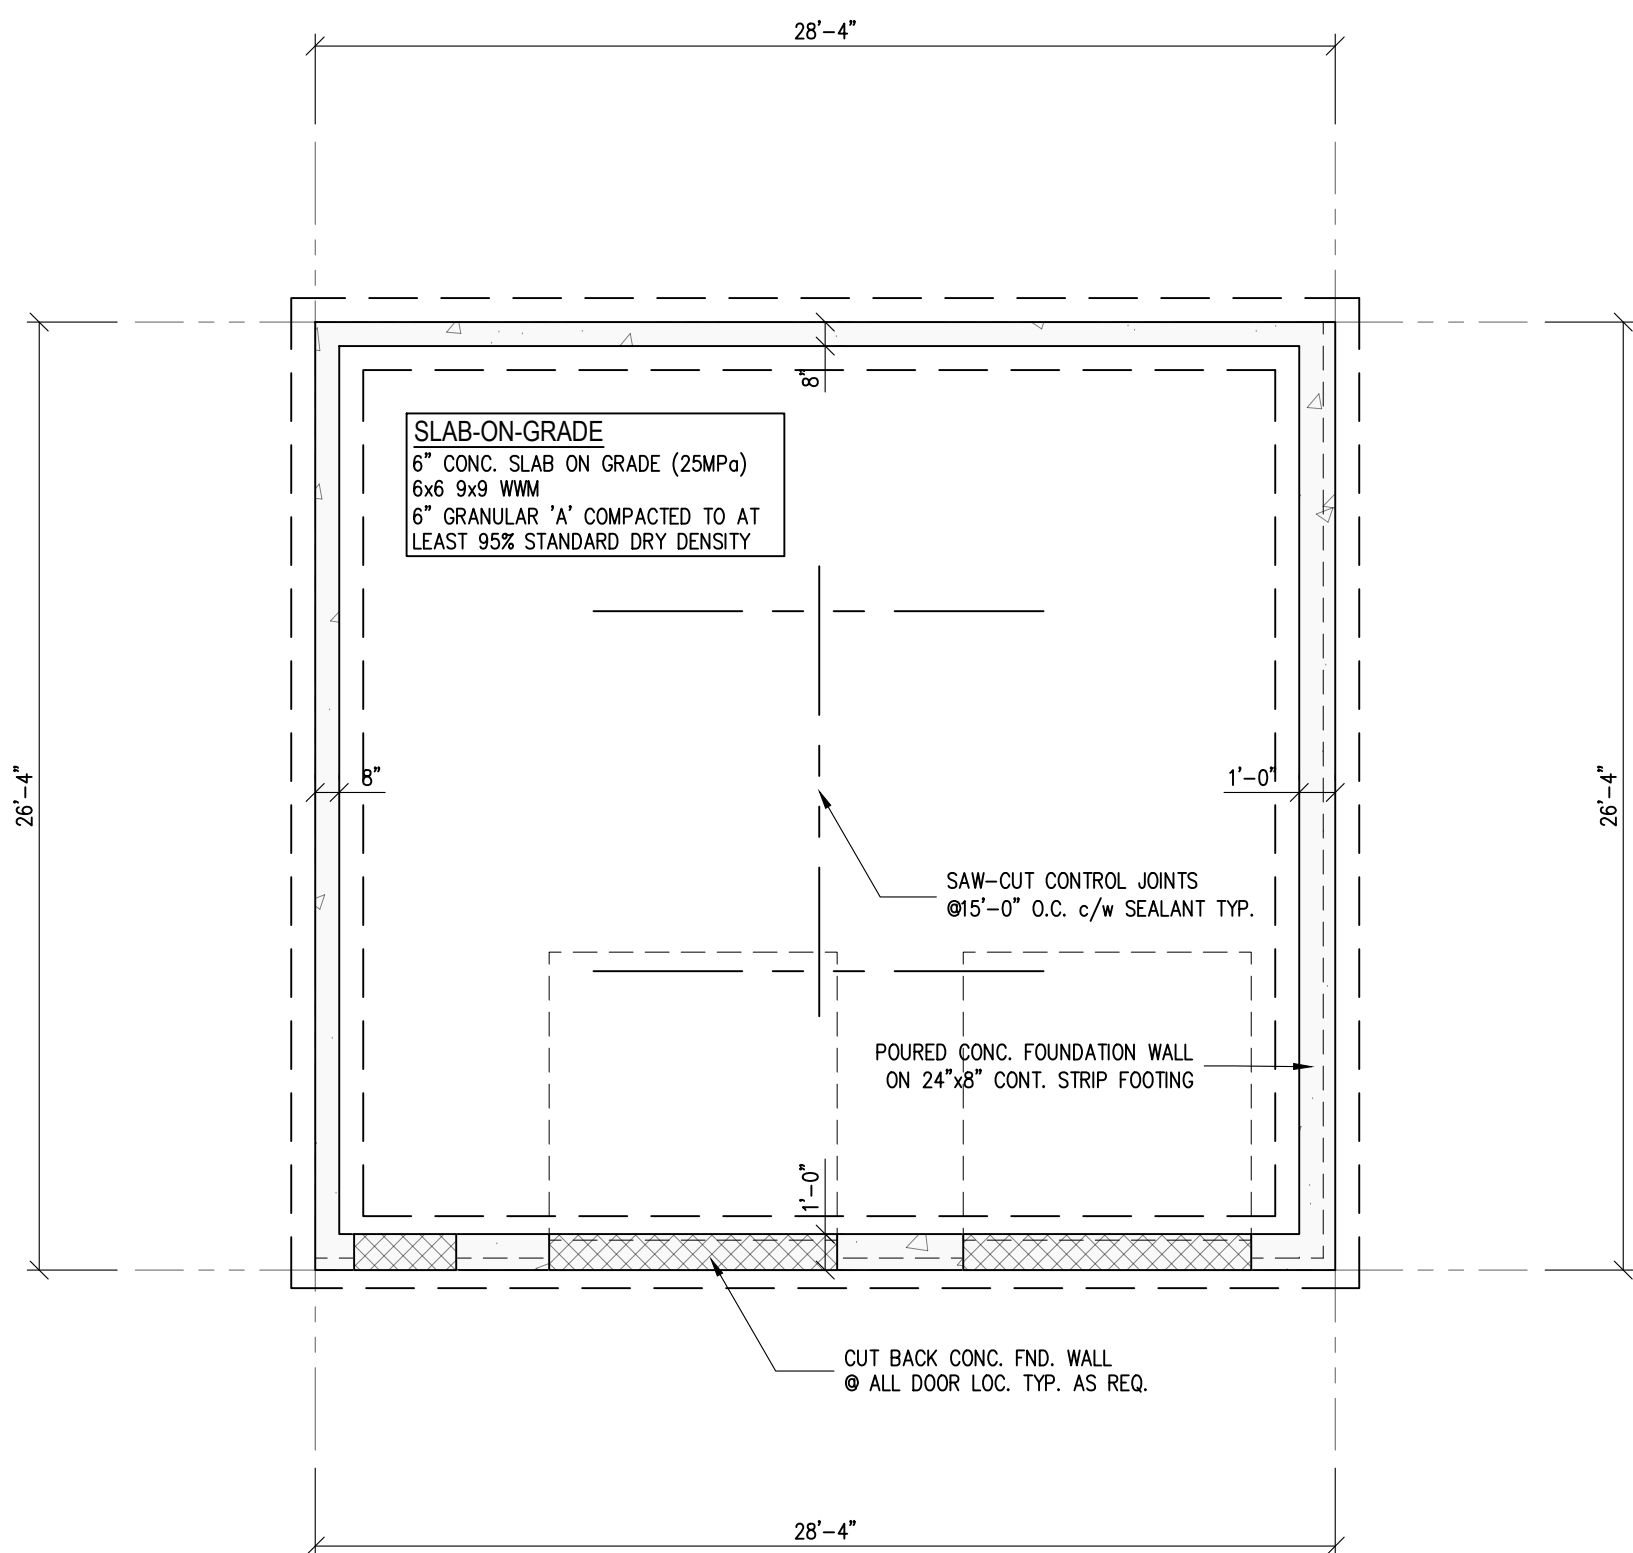 28'-4"
8"
SLAB-ON-GRADE
6" CONC. SLAB ON GRADE (25MPa)
6x6 9x9 WWM
6" GRANULAR 'A' COMPACTED TO AT
LEAST 95% STANDARD DRY DENSITY
26'-4"
8"
1'-0"
26'-4"
SAW-CUT CONTROL JOINTS
@15'-0" O.C. c/w SEALANT TYP.
POURED CONC. FOUNDATION WALL
ON 24"x8" CONT. STRIP FOOTING
1'-0"
CUT BACK CONC. FND. WALL
@ ALL DOOR LOC. TYP. AS REQ.
28'-4"